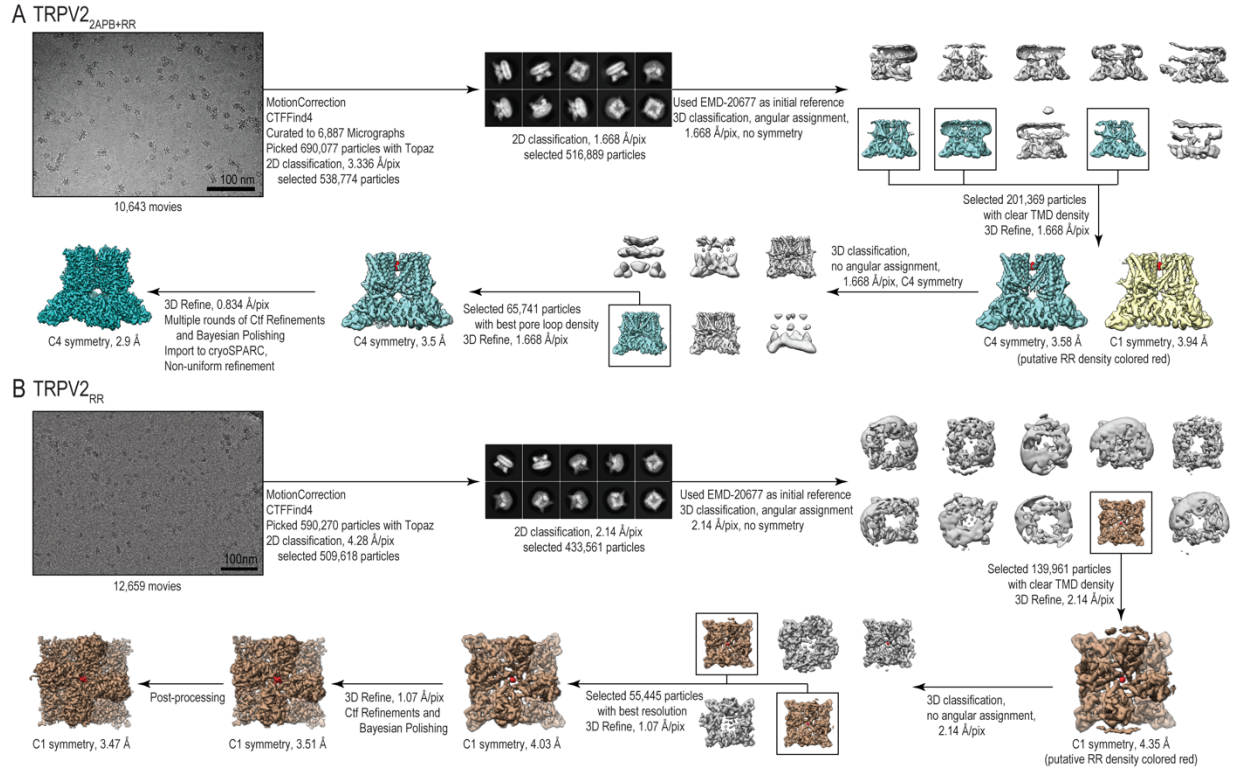 A TRPV2 2APB+RR
100 nm
10,643 movies
MotionCorrection
CTFFind4
Curated to 6,887 Micrographs
Picked 690,077 particles with Topaz
2D classification, 3.336 Å/pix
selected 538,774 particles
2D classification, 1.668 Å/pix
selected 516,889 particles
Used EMD-20677 as initial reference
3D classification, angular assignment,
1.668 Å/pix, no symmetry
Selected 201,369 particles
with clear TMD density
3D Refine, 1.668 Å/pix
C4 symmetry, 3.58 Å
C1 symmetry, 3.94 Å
(putative RR density colored red)
3D classification,
no angular assignment,
1.668 Å/pix, C4 symmetry
Selected 65,741 particles
with best pore loop density
3D Refine, 1.668 Å/pix
C4 symmetry, 3.5 Å
3D Refine, 0.834 Å/pix
Multiple rounds of Ctf Refinements
and Bayesian Polishing
Import to cryoSPARC,
Non-uniform refinement
C4 symmetry, 2.9 Å
B TRPV2 RR
100nm
12,659 movies
MotionCorrection
CTFFind4
Picked 590,270 particles with Topaz
2D classification, 4.28 Å/pix
selected 509,618 particles
2D classification, 2.14 Å/pix
selected 433,561 particles
Used EMD-20677 as initial reference
3D classification, angular assignment
2.14 Å/pix, no symmetry
Selected 139,961 particles
with clear TMD density
3D Refine, 2.14 Å/pix
C1 symmetry, 4.35 Å
(putative RR density colored red)
3D classification,
no angular assignment,
2.14 Å/pix
Selected 55,445 particles
with best resolution
3D Refine, 1.07 Å/pix
C1 symmetry, 4.03 Å
3D Refine, 1.07 Å/pix
Ctf Refinements and
Bayesian Polishing
C1 symmetry, 3.51 Å
Post-processing
C1 symmetry, 3.47 Å